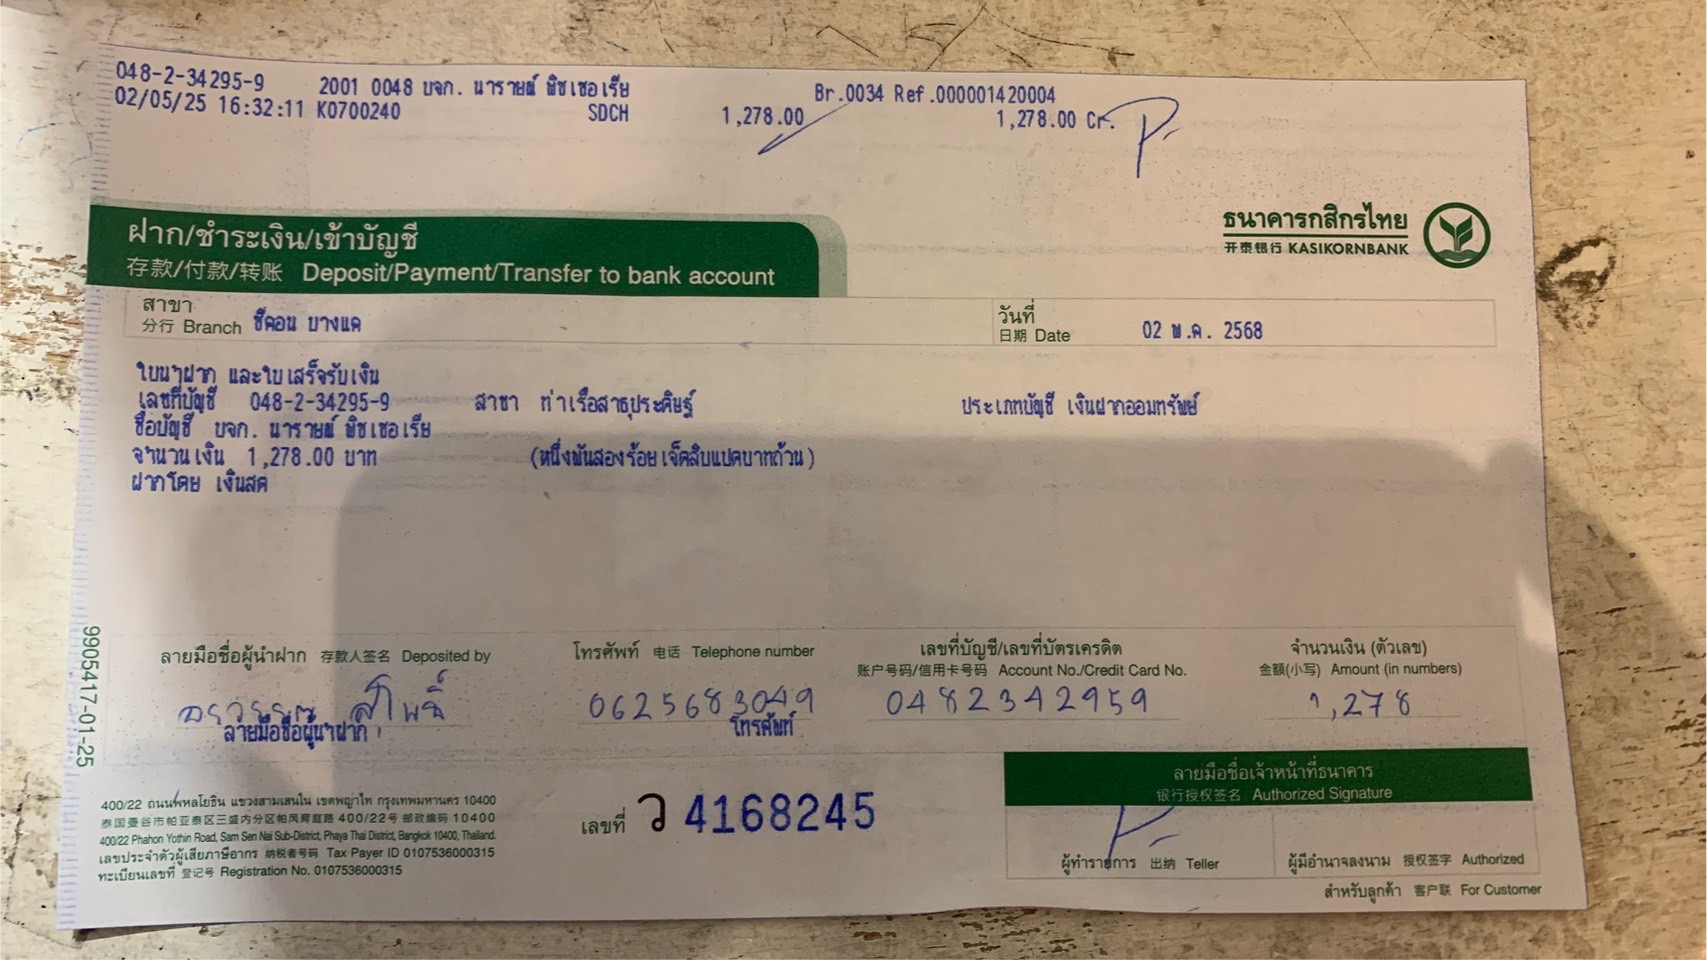 048-2-34295-9 2001 0048 บจก. นารายณ์ พิชเชอเรีย Br.0034 Ref.000001420004
02/05/25 16:32:11 K0700240 SDCH 1,278.00 1,278.00 Cr.
ฝาก/ชำระเงิน/เข้าบัญชี
存款/付款/转账 Deposit/Payment/Transfer to bank account
ธนาคารกสิกรไทย
开泰银行 KASIKORNBANK
สาขา
分行 Branch ซีคอน บางแค
วันที่
日期 Date 02 พ.ค. 2568
ใบนำฝาก และใบเสร็จรับเงิน
เลขที่บัญชี 048-2-34295-9 สาขา ท่าเรือสาธุประดิษฐ์ ประเภทบัญชี เงินฝากออมทรัพย์
ชื่อบัญชี บจก. นารายณ์ พิชเชอเรีย
จำนวนเงิน 1,278.00 บาท (หนึ่งพันสองร้อยเจ็ดสิบแปดบาทถ้วน)
ฝากโดย เงินสด
9905417-01-25
ลายมือชื่อผู้นำฝาก 存款人签名 Deposited by
โทรศัพท์ 电话 Telephone number
0625683049
เลขที่บัญชี/เลขที่บัตรเครดิต
账户号码/信用卡号码 Account No./Credit Card No.
0482342959
จำนวนเงิน (ตัวเลข)
金額(小写) Amount (in numbers)
1,278
ลายมือชื่อผู้นำฝาก โทรศัพท์
400/22 ถนนพหลโยธิน แขวงสามเสนใน เขตพญาไท กรุงเทพมหานคร 10400
泰国曼谷市帕亚泰区三盛内分区帕凤裔庭路 400/22号 邮政编码 10400
400/22 Phahon Yothin Road, Sam Sen Nai Sub-District, Phaya Thai District, Bangkok 10400, Thailand.
เลขประจำตัวผู้เสียภาษีอากร 纳税者号码 Tax Payer ID 0107536000315
ทะเบียนเลขที่ 登记号 Registration No. 0107536000315
เลขที่ ว 4168245
ลายมือชื่อเจ้าหน้าที่ธนาคาร
银行授权签名 Authorized Signature
ผู้ทำรายการ 出纳 Teller
ผู้มีอำนาจลงนาม 授权签字 Authorized
สำหรับลูกค้า 客户联 For Customer